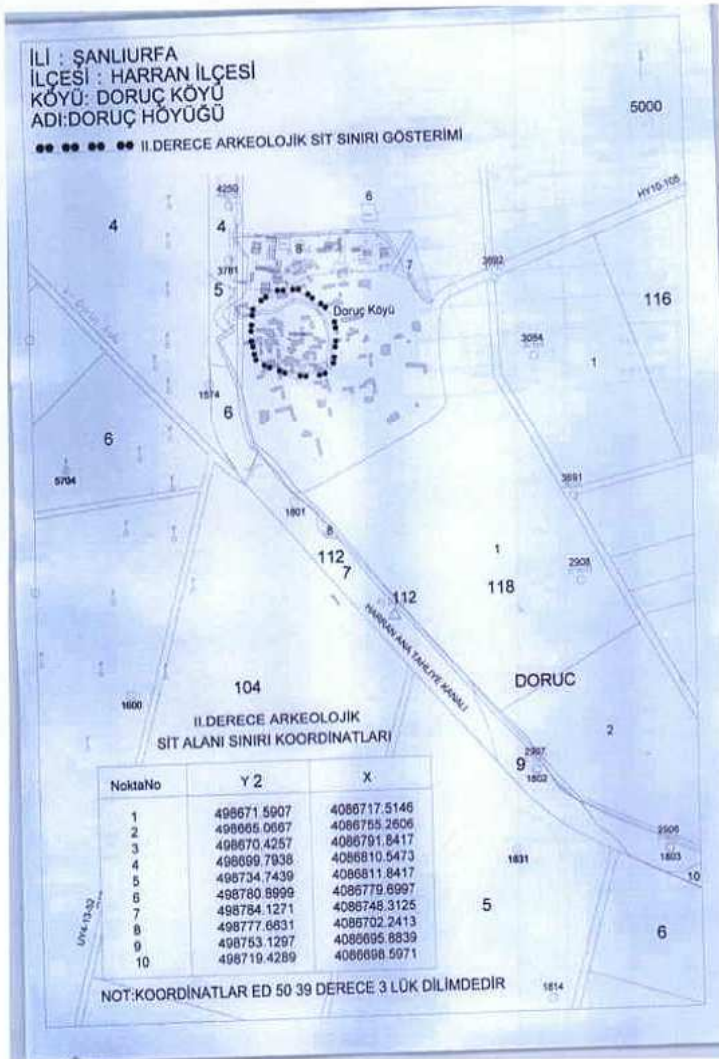 İLİ : ŞANLIURFA
İLÇESİ : HARRAN İLÇESİ
KÖYÜ: DORUÇ KÖYÜ
ADI:DORUÇ HÖYÜĞÜ
II.DERECE ARKEOLOJİK SİT SINIRI GÖSTERİMİ
5000
4250
6
HY10-105
4
4
8
7
3692
3781
5
116
Doruç Köyü
3084
1
1574
6
6
5704
3691
1801
8
112
7
1
2908
118
112
HARRAN ANA TAHLİYE KANALI
104
DORUC
1600
2
II.DERECE ARKEOLOJİK
SİT ALANI SINIRI KOORDİNATLARI
2907
9
1802
NoktaNo Y 2 X
1 498671.5907 4086717.5146
2 498665.0667 4086755.2606
3 498670.4257 4086791.8417
4 498699.7938 4086810.5473
5 498734.7439 4086811.8417
6 498780.8999 4086779.6997
7 498784.1271 4086748.3125
8 498777.6631 4086702.2413
9 498753.1297 4086695.8839
10 498719.4289 4086698.5971
2906
1803
1831
10
UY4-13-52
5
6
1814
NOT:KOORDİNATLAR ED 50 39 DERECE 3 LÜK DİLİMDEDİR